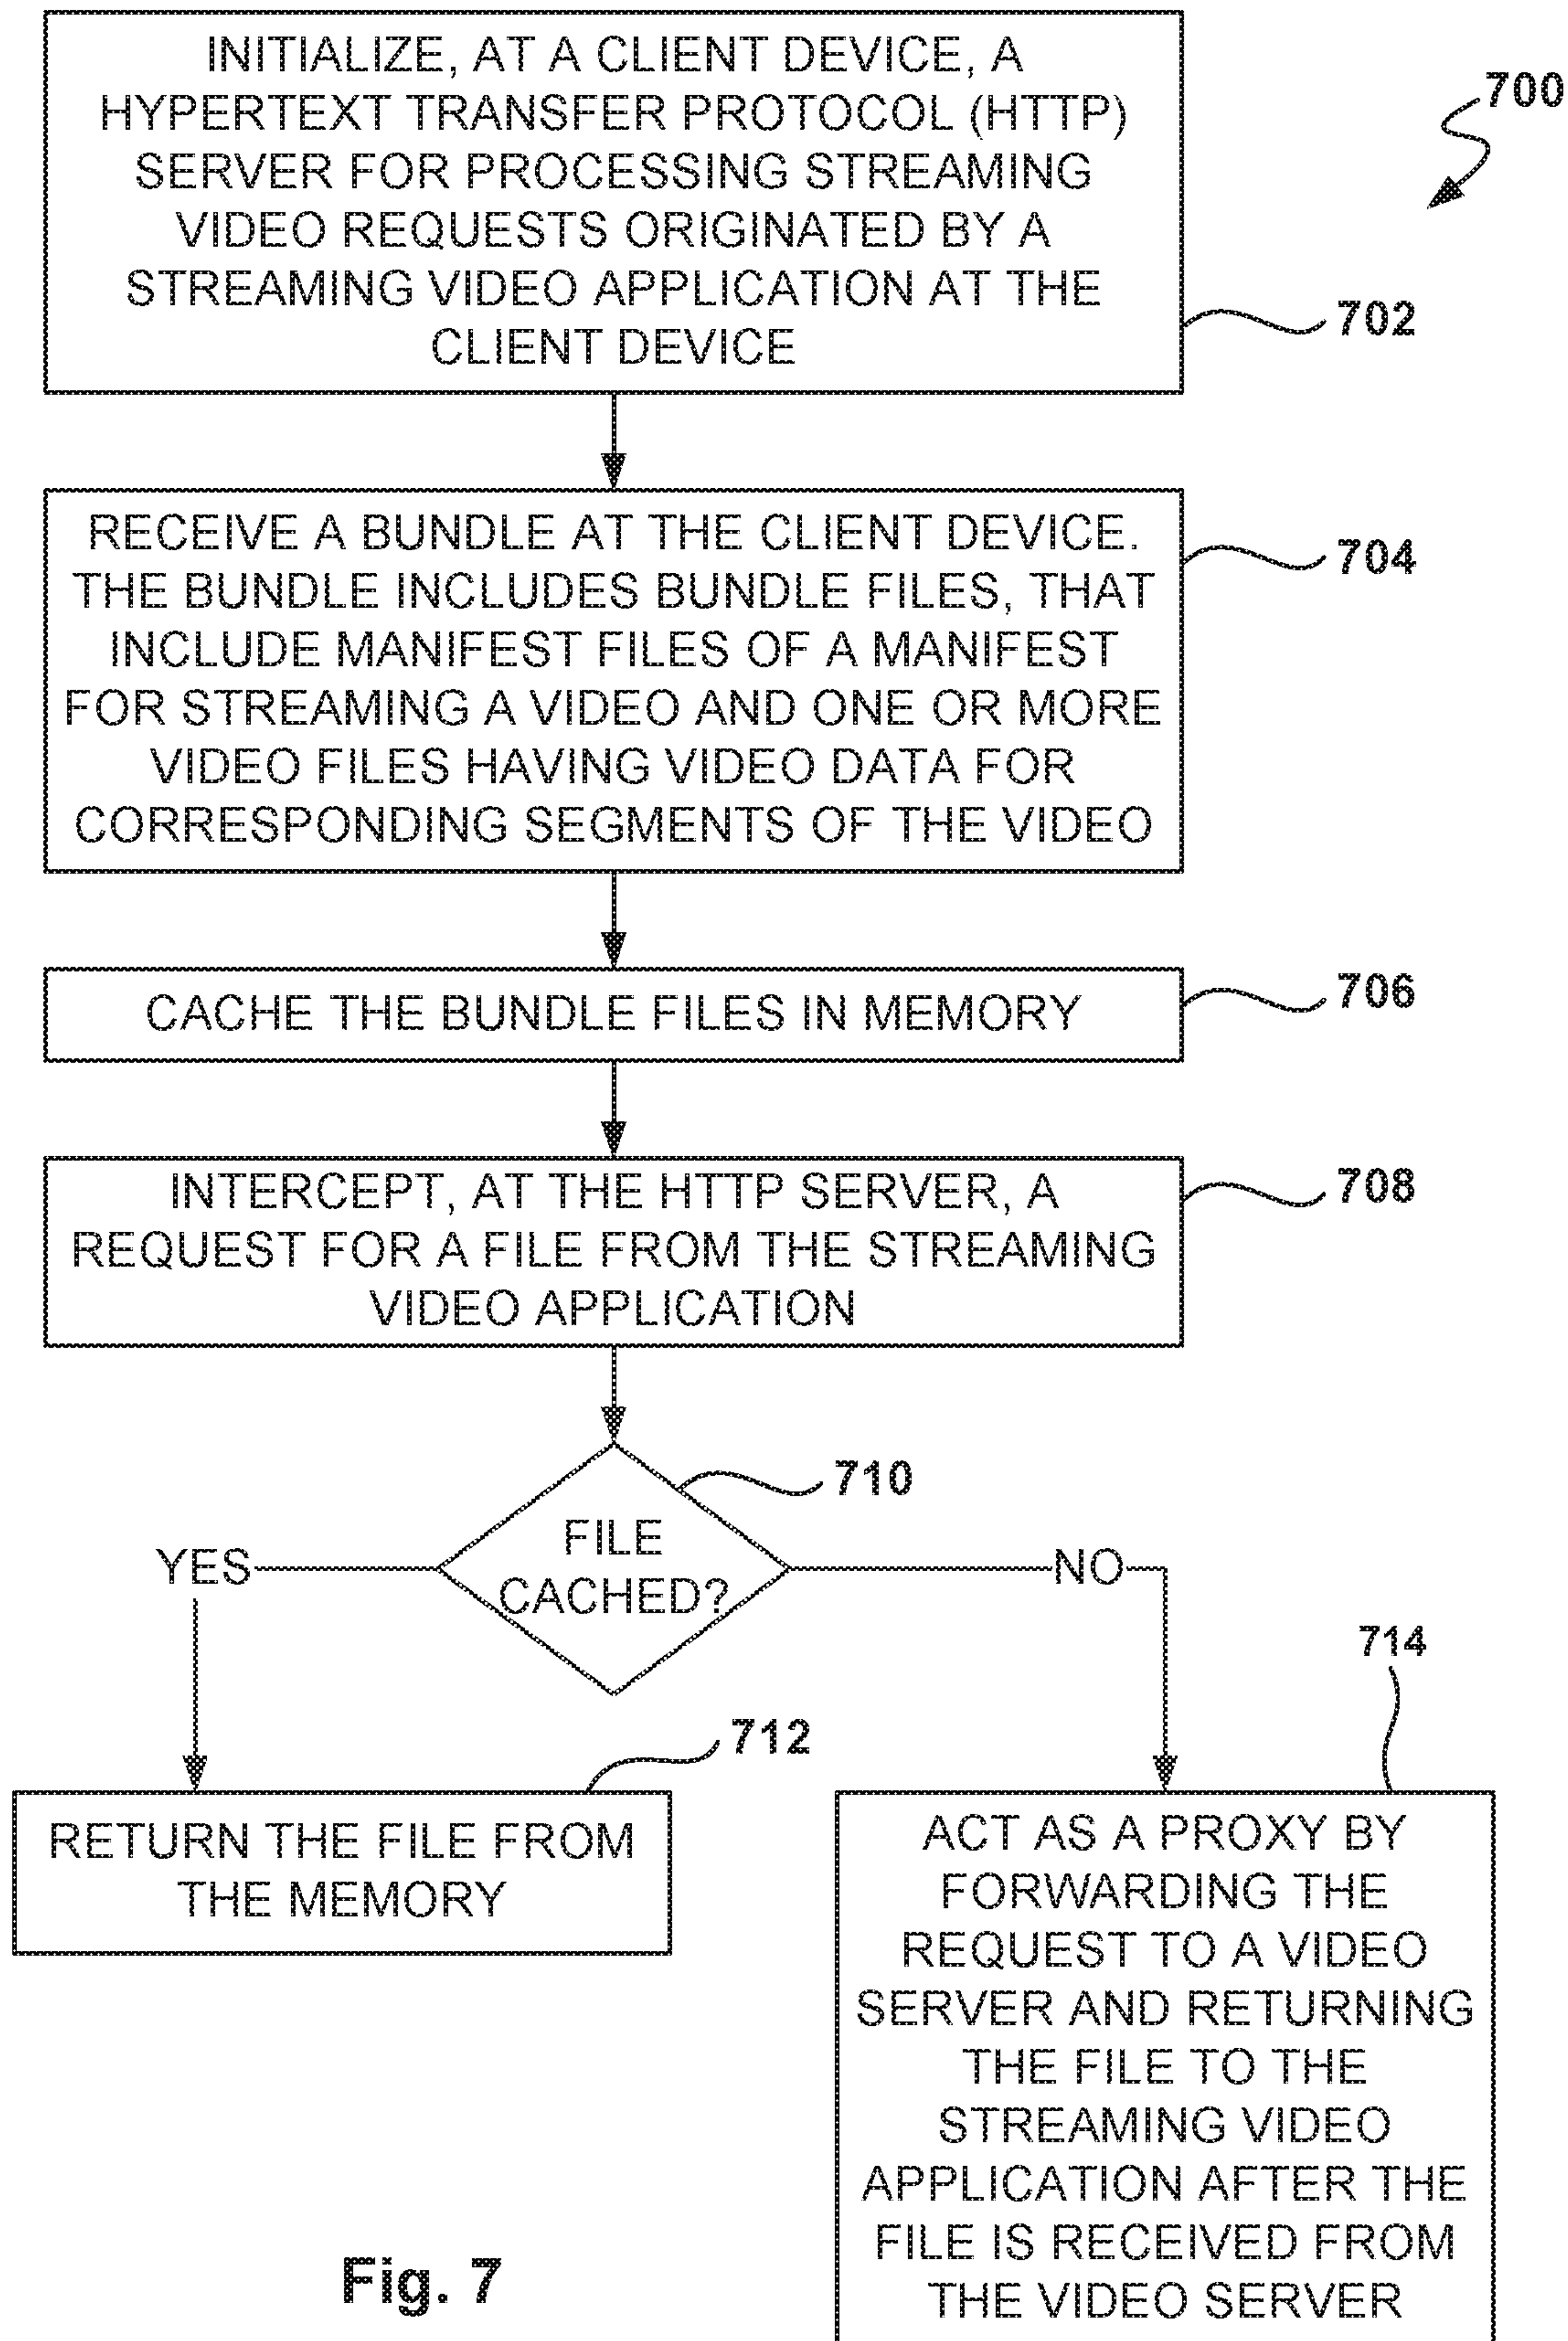 INITIALIZE, AT A CLIENT DEVICE, A
HYPERTEXT TRANSFER PROTOCOL (HTTP)
SERVER FOR PROCESSING STREAMING
VIDEO REQUESTS ORIGINATED BY A
STREAMING VIDEO APPLICATION AT THE
CLIENT DEVICE
700
702
RECEIVE A BUNDLE AT THE CLIENT DEVICE.
THE BUNDLE INCLUDES BUNDLE FILES, THAT
INCLUDE MANIFEST FILES OF A MANIFEST
FOR STREAMING A VIDEO AND ONE OR MORE
VIDEO FILES HAVING VIDEO DATA FOR
CORRESPONDING SEGMENTS OF THE VIDEO
704
CACHE THE BUNDLE FILES IN MEMORY
706
INTERCEPT, AT THE HTTP SERVER, A
REQUEST FOR A FILE FROM THE STREAMING
VIDEO APPLICATION
708
FILE
CACHED?
710
YES
NO
RETURN THE FILE FROM
THE MEMORY
712
ACT AS A PROXY BY
FORWARDING THE
REQUEST TO A VIDEO
SERVER AND RETURNING
THE FILE TO THE
STREAMING VIDEO
APPLICATION AFTER THE
FILE IS RECEIVED FROM
THE VIDEO SERVER
714
Fig. 7